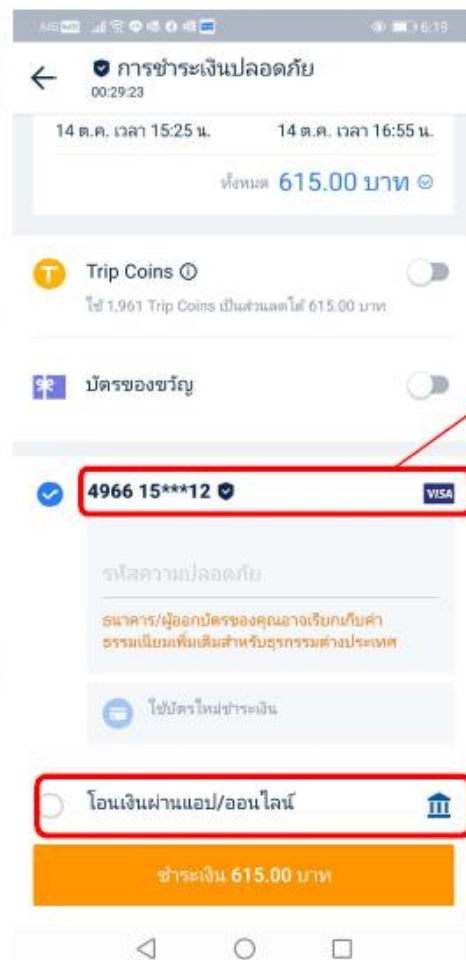 AIS 6:19
← การชำระเงินปลอดภัย
00:29:23
14 ต.ค. เวลา 15:25 น. 14 ต.ค. เวลา 16:55 น.
ทั้งหมด 615.00 บาท
Trip Coins
ใช้ 1,961 Trip Coins เป็นส่วนลดได้ 615.00 บาท
บัตรของขวัญ
4966 15***12 VISA
รหัสความปลอดภัย
ธนาคาร/ผู้ออกบัตรของคุณอาจเรียกเก็บค่า
ธรรมเนียมเพิ่มเติมสำหรับธุรกรรมต่างประเทศ
ใช้บัตรใหม่ชำระเงิน
โอนเงินผ่านแอป/ออนไลน์
ชำระเงิน 615.00 บาท